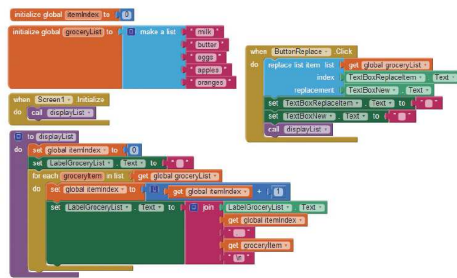 initialize global itemIndex to 0
initialize global groceryList to make a list " milk "
" butter "
" eggs "
" apples "
" oranges "
when Screen1 .Initialize
do call displayList
to displayList
do set global itemIndex to 0
set LabelGroceryList . Text to " "
for each groceryItem in list get global groceryList
do set global itemIndex to get global itemIndex + 1
set LabelGroceryList . Text to join LabelGroceryList . Text
get global itemIndex
get groceryItem
" \n "
when ButtonReplace .Click
do replace list item list get global groceryList
index TextBoxReplaceItem . Text
replacement TextBoxNew . Text
set TextBoxReplaceItem . Text to " "
set TextBoxNew . Text to " "
call displayList